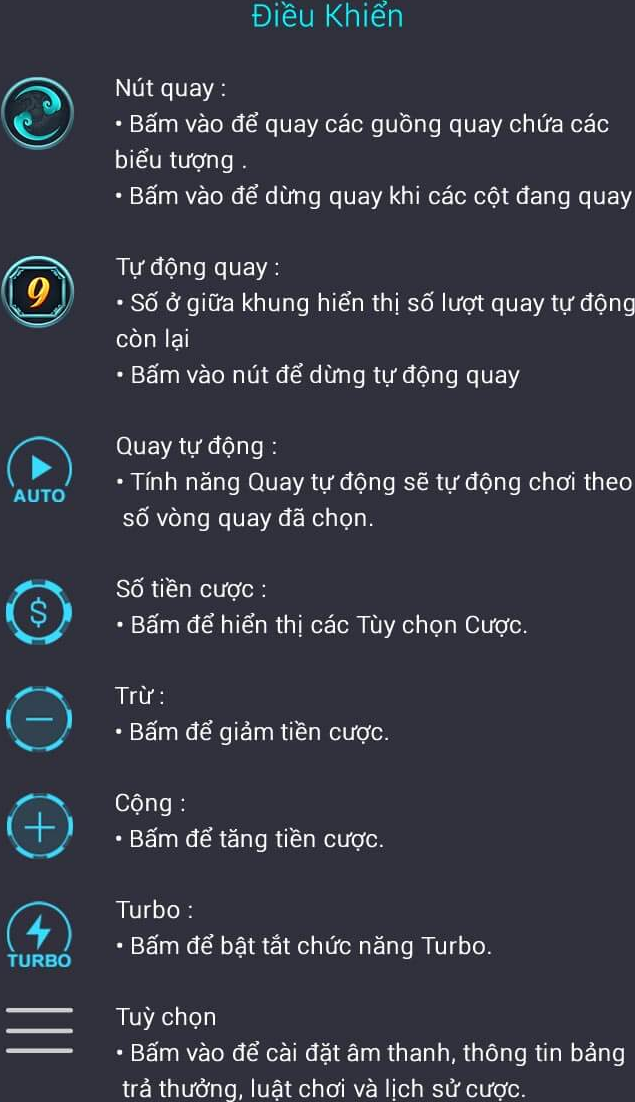 Điều Khiển
Nút quay :
• Bấm vào để quay các guồng quay chứa các
biểu tượng .
• Bấm vào để dừng quay khi các cột đang quay
9
Tự động quay :
• Số ở giữa khung hiển thị số lượt quay tự động
còn lại
• Bấm vào nút để dừng tự động quay
AUTO
Quay tự động :
• Tính năng Quay tự động sẽ tự động chơi theo
số vòng quay đã chọn.
$
Số tiền cược :
• Bấm để hiển thị các Tùy chọn Cược.
Trừ :
• Bấm để giảm tiền cược.
Cộng :
• Bấm để tăng tiền cược.
TURBO
Turbo :
• Bấm để bật tắt chức năng Turbo.
Tuỳ chọn
• Bấm vào để cài đặt âm thanh, thông tin bảng
trả thưởng, luật chơi và lịch sử cược.